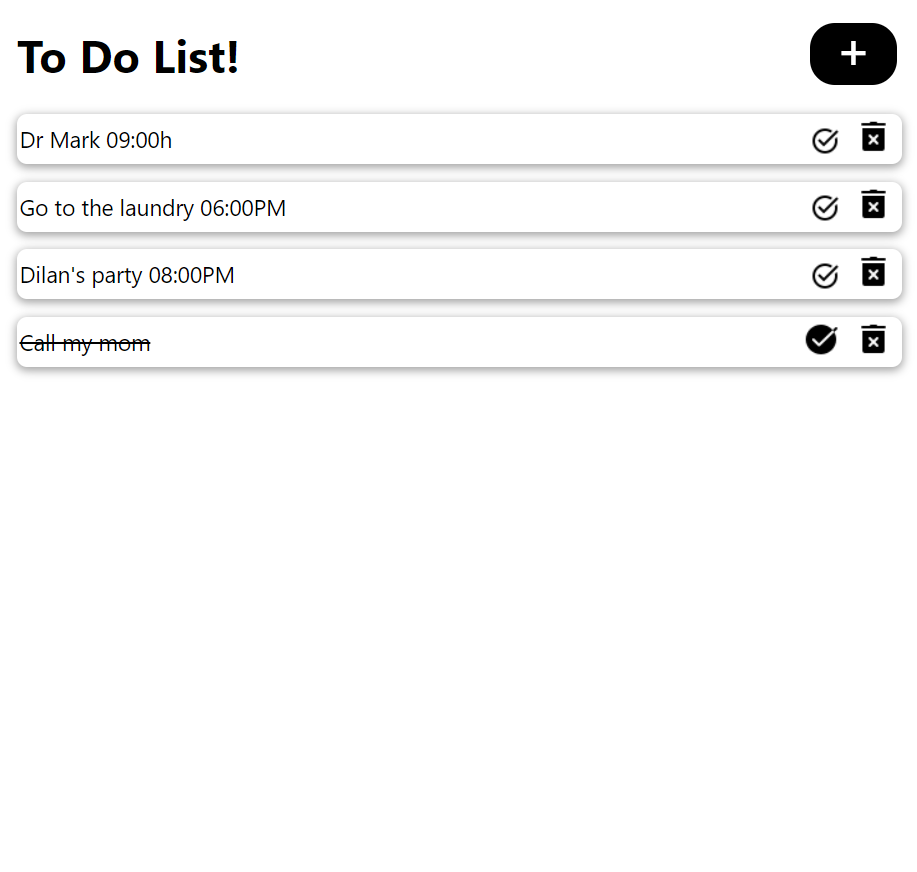 To Do List!
+
Dr Mark 09:00h
Go to the laundry 06:00PM
Dilan's party 08:00PM
Call my mom